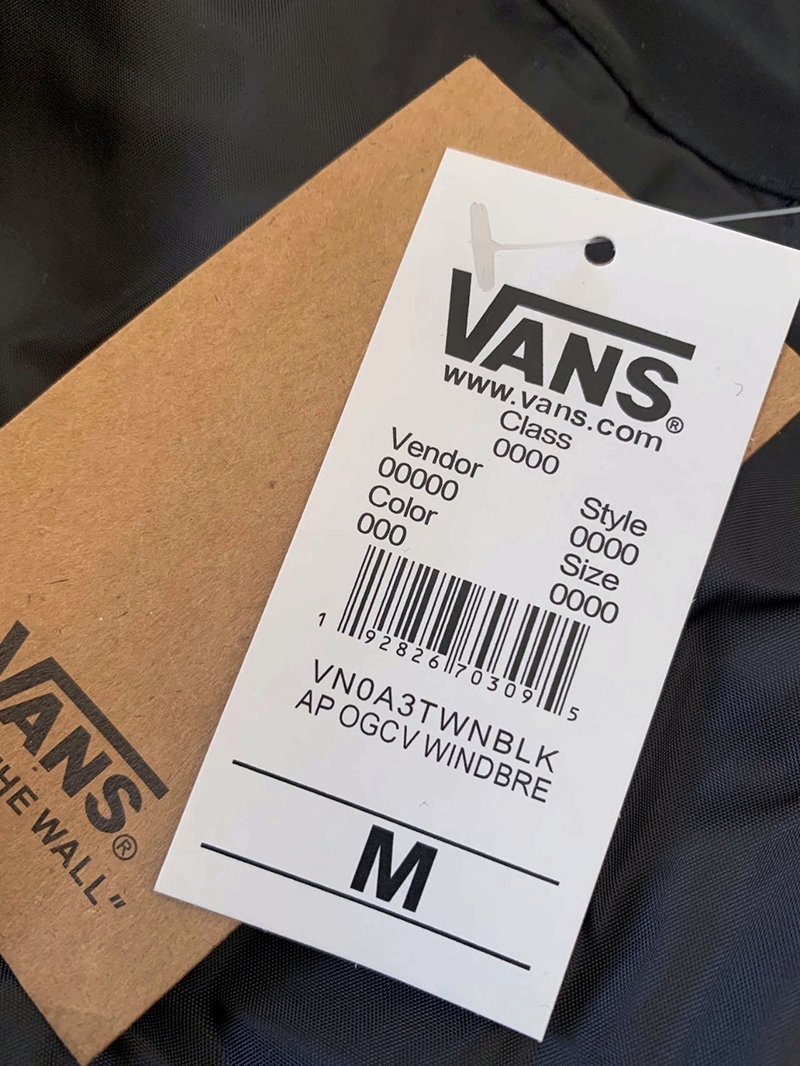 VANS®
www.vans.com
Class
0000
Vendor
00000
Style
0000
Color
000
Size
0000
1 92826 70309 5
VN0A3TWNBLK
AP OGCV WINDBRE
M
VANS®
THE WALL"